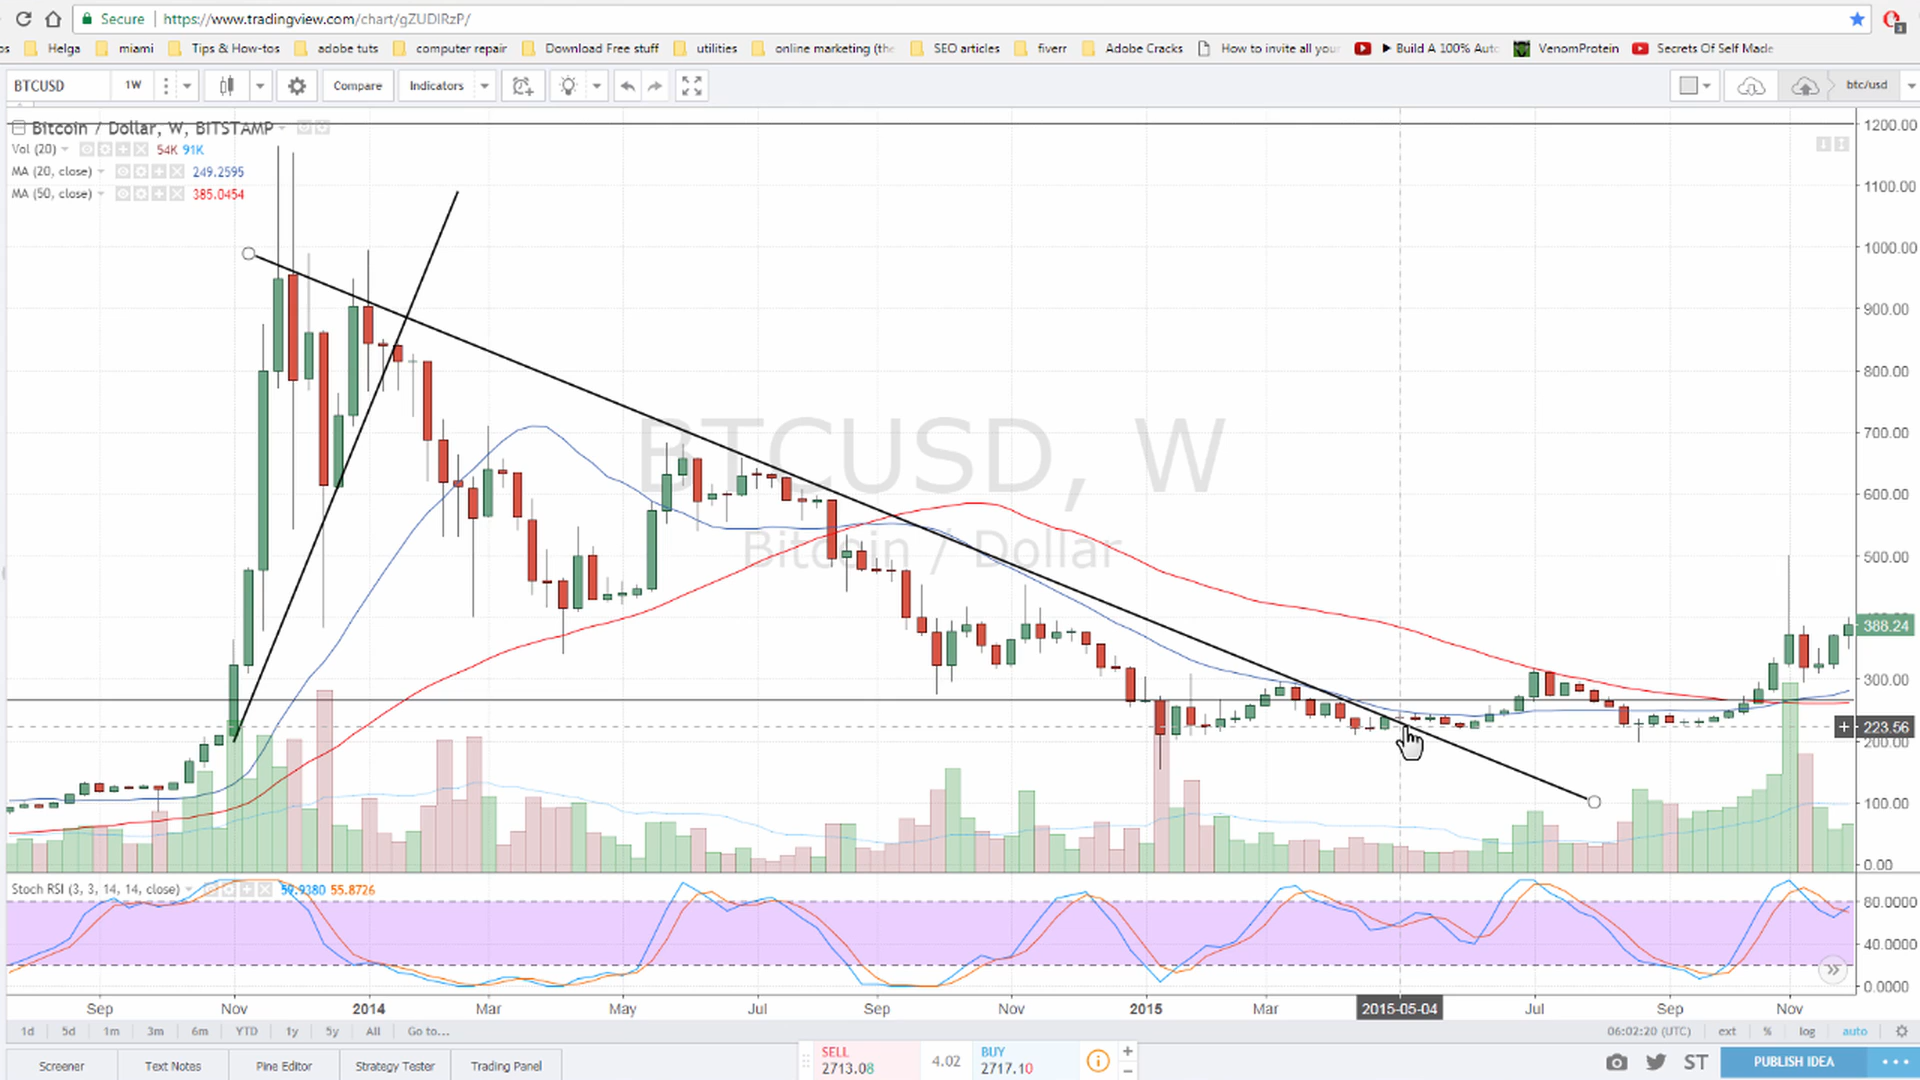 Secure | https://www.tradingview.com/chart/gZUDIRzP/
os Helga miami Tips & How-tos adobe tuts computer repair Download Free stuff utilities online marketing (the SEO articles fiverr Adobe Cracks How to invite all your Build A 100% Auto VenomProtein Secrets Of Self Made
BTCUSD 1W Compare Indicators btc/usd
Bitcoin / Dollar, W, BITSTAMP
Vol (20) 54K 91K
MA (20, close) 249.2595
MA (50, close) 385.0454
BTCUSD, W
Bitcoin / Dollar
1200.00
1100.00
1000.00
900.00
800.00
700.00
600.00
500.00
388.24
300.00
223.56
200.00
100.00
0.00
Stoch RSI (3, 3, 14, 14, close) 59.9380 55.8726
80.0000
40.0000
0.0000
Sep Nov 2014 Mar May Jul Sep Nov 2015 Mar 2015-05-04 Jul Sep Nov
1d 5d 1m 3m 6m YTD 1y 5y All Go to... 06:02:20 (UTC) ext % log auto
Screener Text Notes Pine Editor Strategy Tester Trading Panel
SELL 2713.08 4.02 BUY 2717.10
ST PUBLISH IDEA